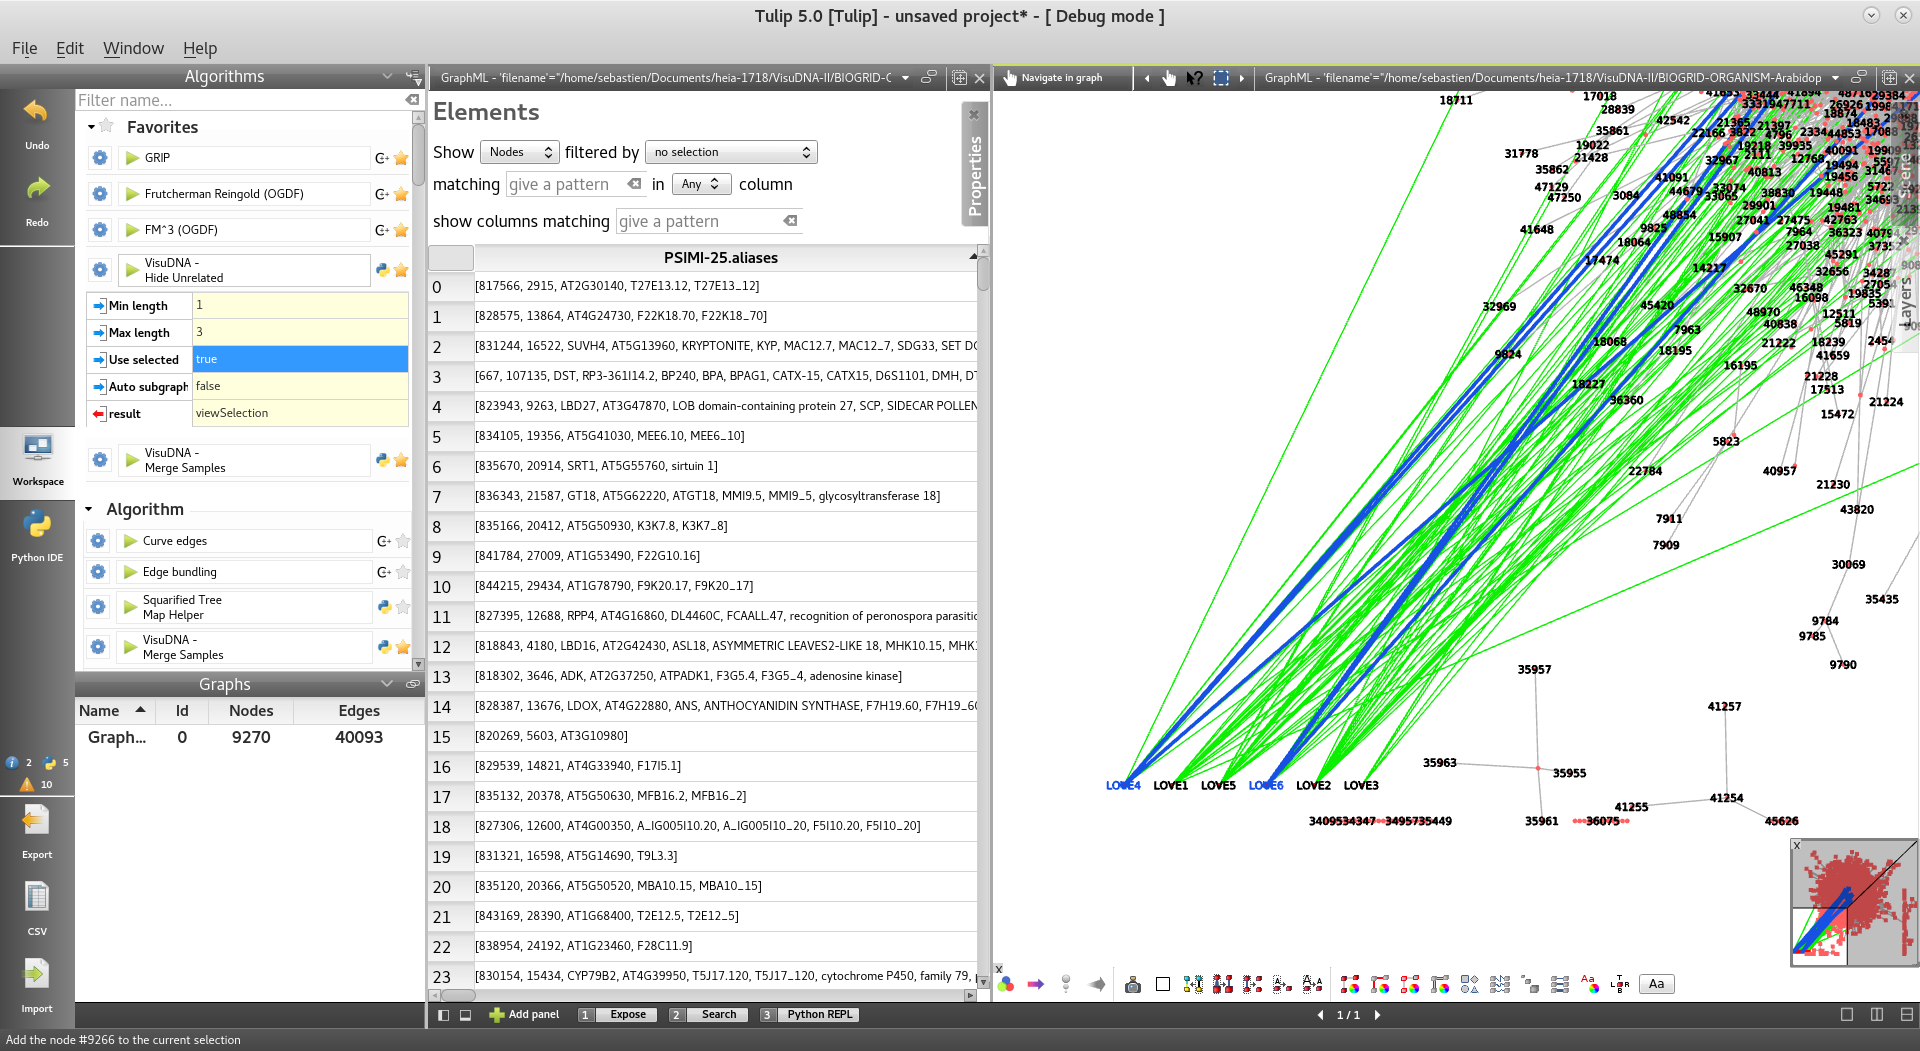 Tulip 5.0 [Tulip] - unsaved project* - [ Debug mode ]
File Edit Window Help
Algorithms
Filter name...
Favorites
GRIP
Frutcherman Reingold (OGDF)
FM^3 (OGDF)
VisuDNA -
Hide Unrelated
Min length 1
Max length 3
Use selected true
Auto subgraph false
result viewSelection
VisuDNA -
Merge Samples
Algorithm
Curve edges
Edge bundling
Squarified Tree
Map Helper
VisuDNA -
Merge Samples
Graphs
Name Id Nodes Edges
Graph... 0 9270 40093
Undo
Redo
Workspace
Python IDE
2 5
10
Export
CSV
Import
GraphML - 'filename'="/home/sebastien/Documents/heia-1718/VisuDNA-II/BIOGRID-C
Elements
Show Nodes filtered by no selection
matching give a pattern in Any column
show columns matching give a pattern
Properties
PSIMI-25.aliases
0 [817566, 2915, AT2G30140, T27E13.12, T27E13_12]
1 [828575, 13864, AT4G24730, F22K18.70, F22K18_70]
2 [831244, 16522, SUVH4, AT5G13960, KRYPTONITE, KYP, MAC12.7, MAC12_7, SDG33, SET DO
3 [667, 107135, DST, RP3-361I14.2, BP240, BPA, BPAG1, CATX-15, CATX15, D6S1101, DMH, DT
4 [823943, 9263, LBD27, AT3G47870, LOB domain-containing protein 27, SCP, SIDECAR POLLEN
5 [834105, 19356, AT5G41030, MEE6.10, MEE6_10]
6 [835670, 20914, SRT1, AT5G55760, sirtuin 1]
7 [836343, 21587, GT18, AT5G62220, ATGT18, MMI9.5, MMI9_5, glycosyltransferase 18]
8 [835166, 20412, AT5G50930, K3K7.8, K3K7_8]
9 [841784, 27009, AT1G53490, F22G10.16]
10 [844215, 29434, AT1G78790, F9K20.17, F9K20_17]
11 [827395, 12688, RPP4, AT4G16860, DL4460C, FCAALL.47, recognition of peronospora parasitic
12 [818843, 4180, LBD16, AT2G42430, ASL18, ASYMMETRIC LEAVES2-LIKE 18, MHK10.15, MHK
13 [818302, 3646, ADK, AT2G37250, ATPADK1, F3G5.4, F3G5_4, adenosine kinase]
14 [828387, 13676, LDOX, AT4G22880, ANS, ANTHOCYANIDIN SYNTHASE, F7H19.60, F7H19_60
15 [820269, 5603, AT3G10980]
16 [829539, 14821, AT4G33940, F17I5.1]
17 [835132, 20378, AT5G50630, MFB16.2, MFB16_2]
18 [827306, 12600, AT4G00350, A_IG005I10.20, A_IG005I10_20, F5I10.20, F5I10_20]
19 [831321, 16598, AT5G14690, T9L3.3]
20 [835120, 20366, AT5G50520, MBA10.15, MBA10_15]
21 [843169, 28390, AT1G68400, T2E12.5, T2E12_5]
22 [838954, 24192, AT1G23460, F28C11.9]
23 [830154, 15434, CYP79B2, AT4G39950, T5J17.120, T5J17_120, cytochrome P450, family 79,
Navigate in graph
GraphML - 'filename'="/home/sebastien/Documents/heia-1718/VisuDNA-II/BIOGRID-ORGANISM-Arabidop
18711 17018
28839
42542
35861
19022
21428
31778
35862
47129
47250
3084
41091
41648
9825
18064
17474
15907
14217
32969
45420
7963
18068
18195
9824
18227
36360
16195
32670
48970
40838
21222
18239
41659
21228
17513
15472 21224
5823
22784
40957
21230
43820
7911
7909
30069
35435
9784
9785
9790
35957
41257
35963
35955
LOVE4 LOVE1 LOVE5 LOVE6 LOVE2 LOVE3
41254
41255
3409534347 3495735449
35961
36075
45626
Layers
Aa
Add panel 1 Expose 2 Search 3 Python REPL
1 / 1
Add the node #9266 to the current selection